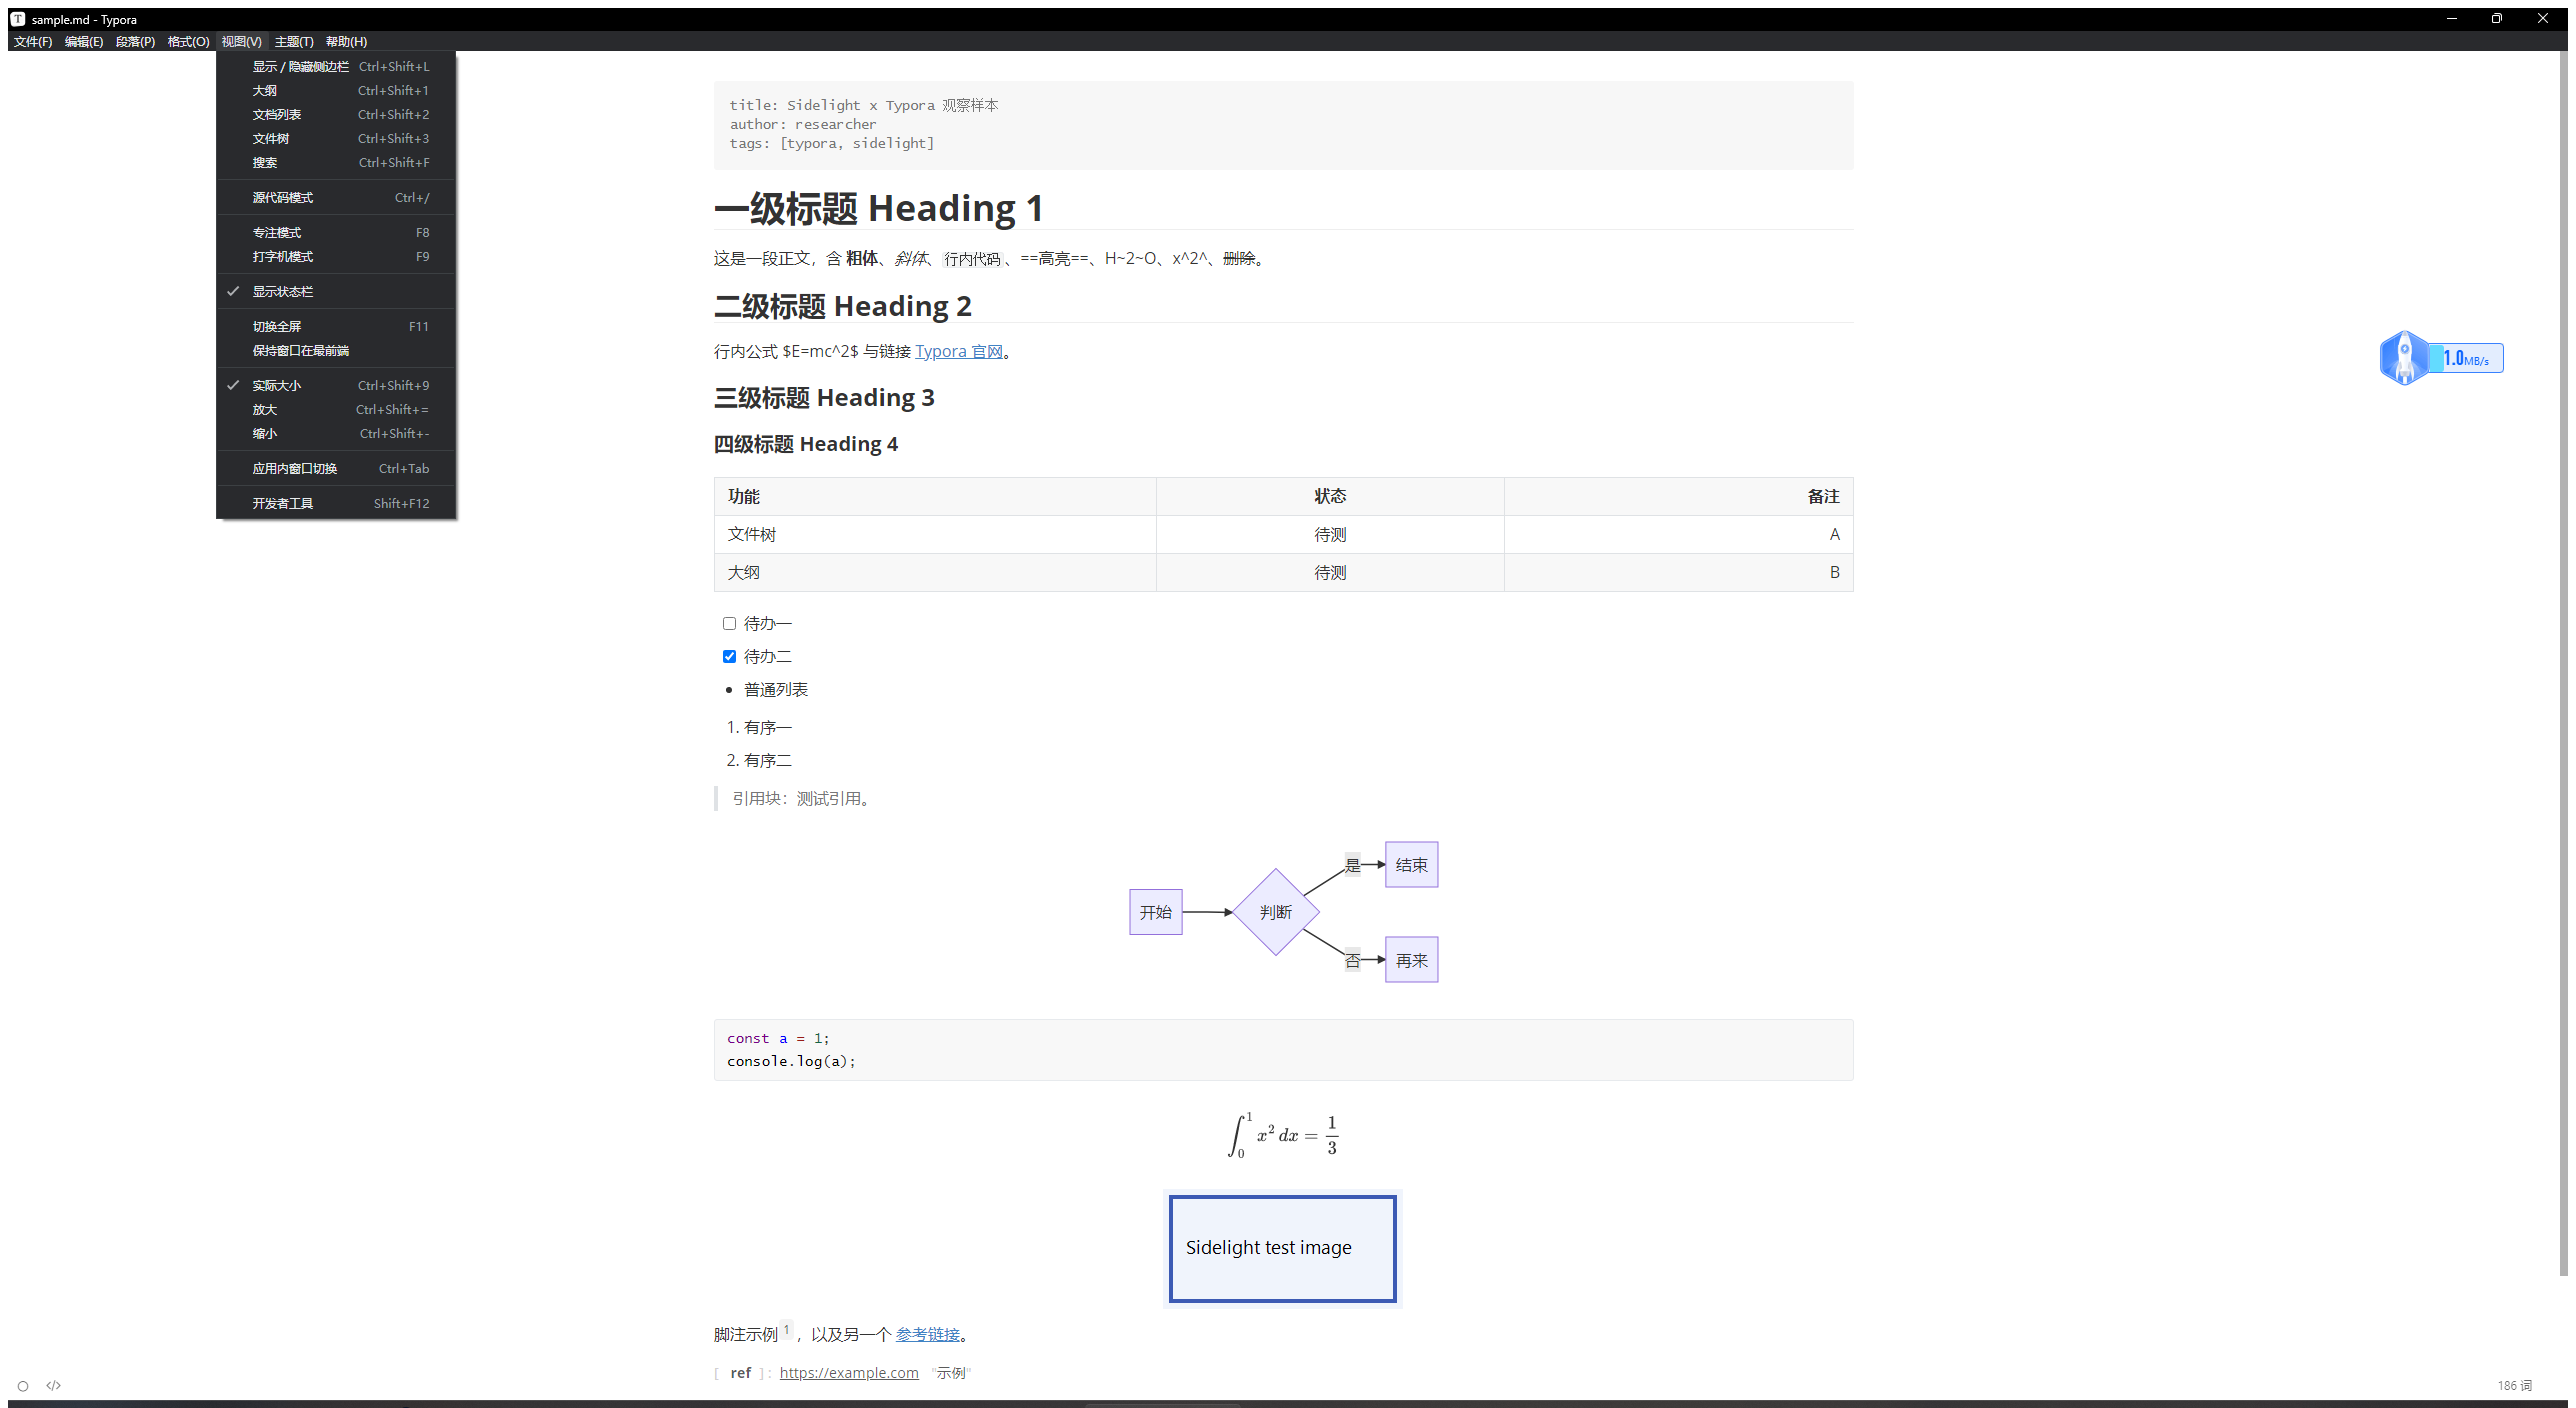 sample.md - Typora
文件(F) 编辑(E) 段落(P) 格式(O) 视图(V) 主题(T) 帮助(H)
显示 / 隐藏侧边栏 Ctrl+Shift+L
大纲 Ctrl+Shift+1
文档列表 Ctrl+Shift+2
文件树 Ctrl+Shift+3
搜索 Ctrl+Shift+F
源代码模式 Ctrl+/
专注模式 F8
打字机模式 F9
显示状态栏
切换全屏 F11
保持窗口在最前端
实际大小 Ctrl+Shift+9
放大 Ctrl+Shift+=
缩小 Ctrl+Shift+-
应用内窗口切换 Ctrl+Tab
开发者工具 Shift+F12
title: Sidelight x Typora 观察样本
author: researcher
tags: [typora, sidelight]
一级标题 Heading 1
这是一段正文，含 粗体、斜体、行内代码、==高亮==、H~2~O、x^2^、删除。
二级标题 Heading 2
行内公式 $E=mc^2$ 与链接 Typora 官网。
1.0MB/s
三级标题 Heading 3
四级标题 Heading 4
功能 状态 备注
文件树 待测 A
大纲 待测 B
待办一
待办二
• 普通列表
1. 有序一
2. 有序二
引用块：测试引用。
开始 判断 是 结束
否 再来
const a = 1;
console.log(a);
∫₀¹ x² dx = 1/3
Sidelight test image
脚注示例1，以及另一个 参考链接。
[ ref ]: https://example.com "示例"
</> 186 词